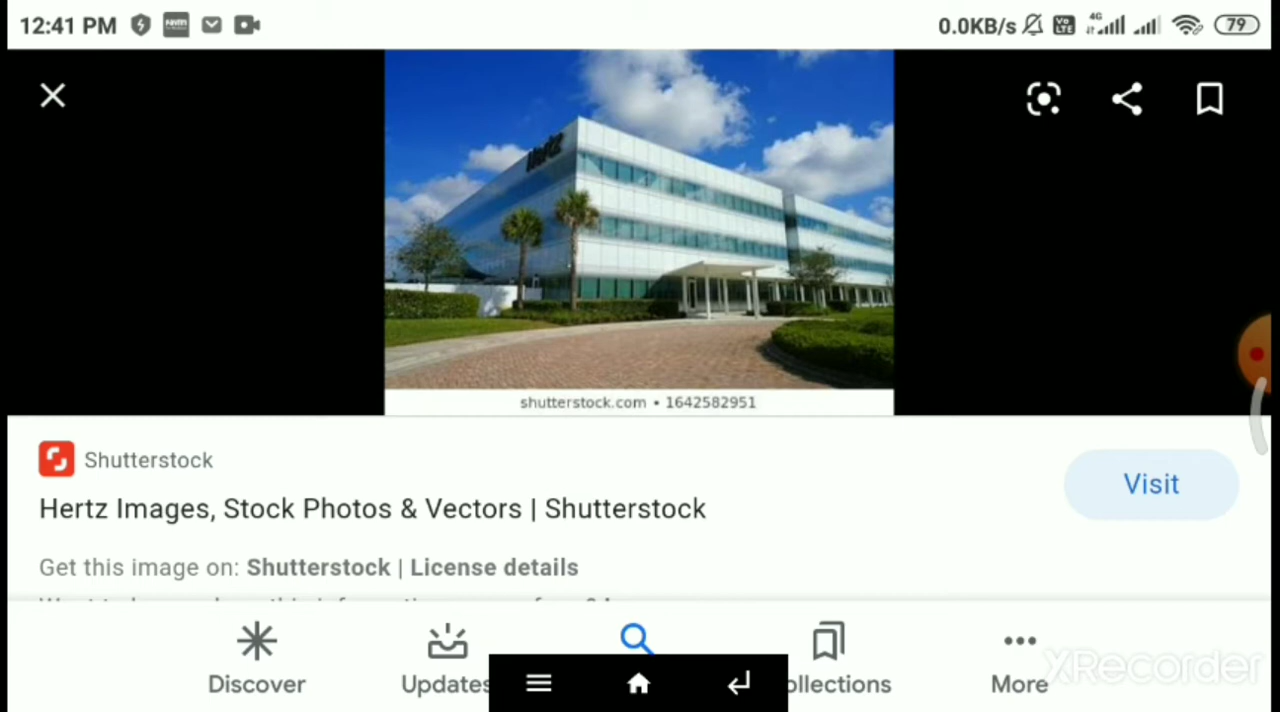 12:41 PM
0.0KB/s
4G
79
Hertz
shutterstock.com • 1642582951
Shutterstock
Hertz Images, Stock Photos & Vectors | Shutterstock
Visit
Get this image on: Shutterstock | License details
Discover
Updates
ollections
More
XRecorder